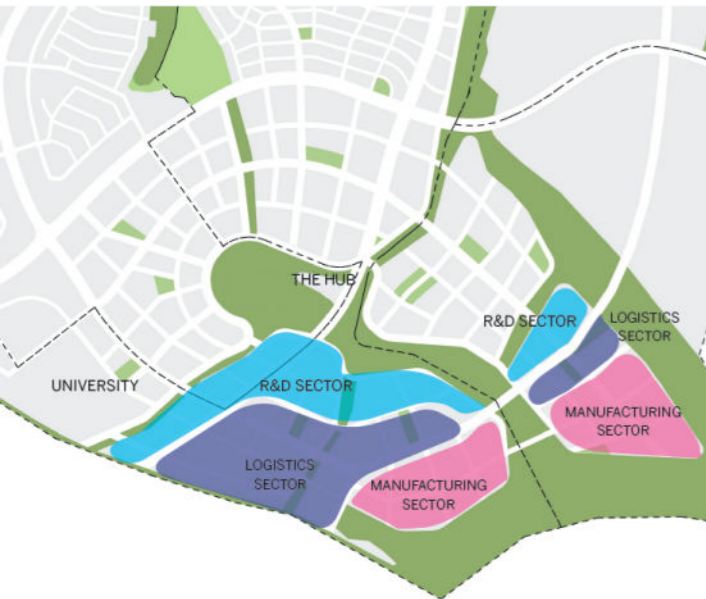 THE HUB
R&D SECTOR
LOGISTICS
SECTOR
UNIVERSITY
R&D SECTOR
MANUFACTURING
SECTOR
LOGISTICS
SECTOR
MANUFACTURING
SECTOR